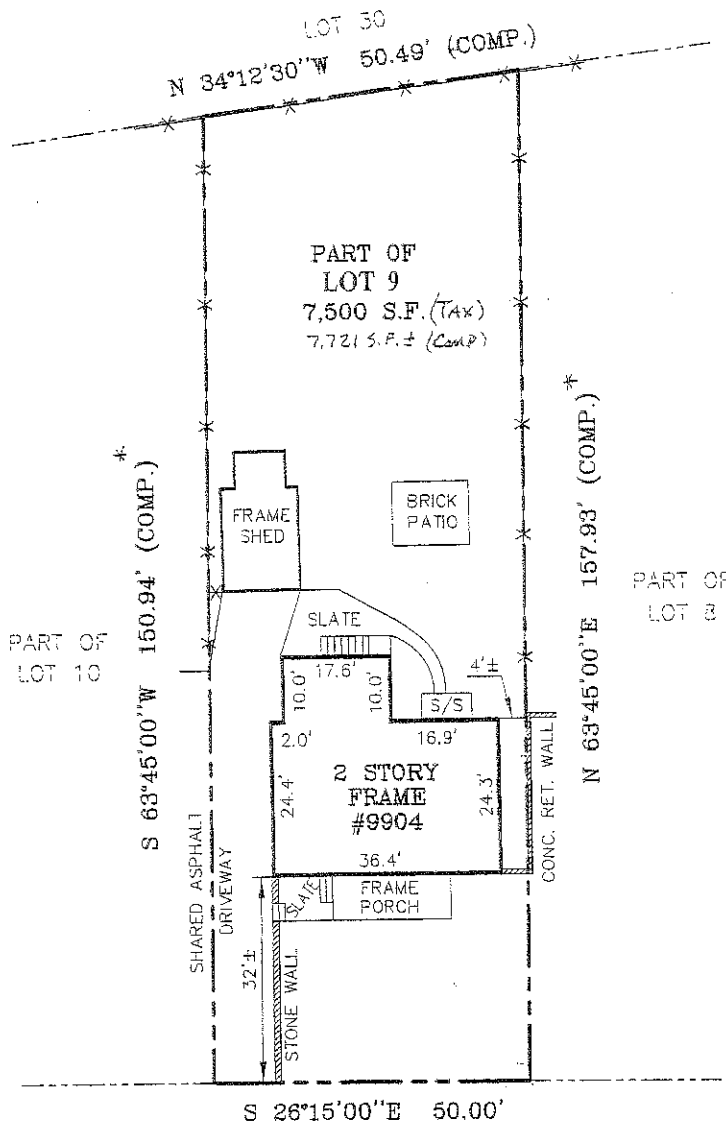 LOT 30
N 34°12'30"W 50.49' (COMP.)
PART OF
LOT 9
7,500 S.F. (TAX)
7,721 S.F. ± (COMP)
S 63°45'00"W 150.94' (COMP.)*
N 63°45'00"E 157.93' (COMP.)*
FRAME
SHED
BRICK
PATIO
PART OF
LOT 10
PART OF
LOT 8
SLATE
17.6'
10.0'
10.0'
S/S
4'±
2.0'
16.9'
2 STORY
FRAME
#9904
24.4'
24.3'
36.4'
CONC. RET. WALL
SHARED ASPHALT
DRIVEWAY
SLATE
FRAME
PORCH
32'±
STONE WALL
S 26°15'00"E 50.00'